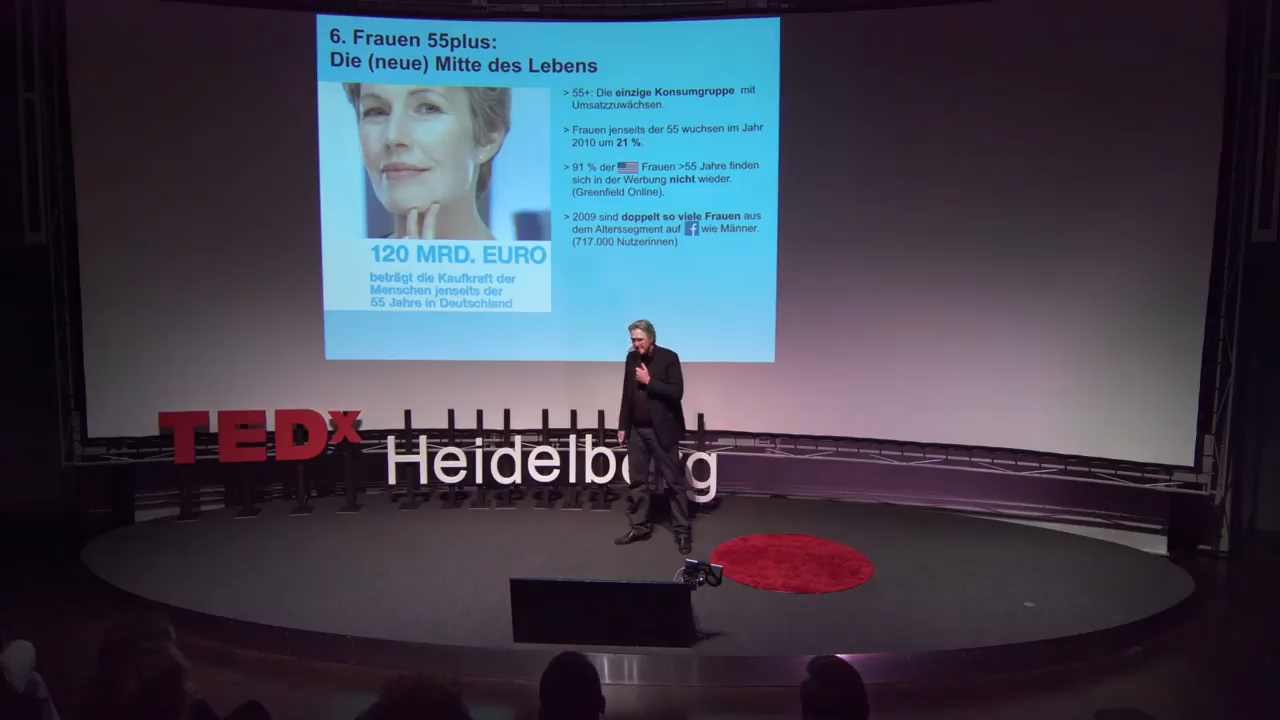 6. Frauen 55plus:
Die (neue) Mitte des Lebens
> 55+: Die einzige Konsumgruppe mit
Umsatzzuwächsen.
> Frauen jenseits der 55 wuchsen im Jahr
2010 um 21 %.
> 91 % der Frauen >55 Jahre finden
sich in der Werbung nicht wieder.
(Greenfield Online).
> 2009 sind doppelt so viele Frauen aus
dem Alterssegment auf f wie Männer.
(717.000 Nutzerinnen)
120 MRD. EURO
beträgt die Kaufkraft der
Menschen jenseits der
55 Jahre in Deutschland
TEDx
Heidelberg